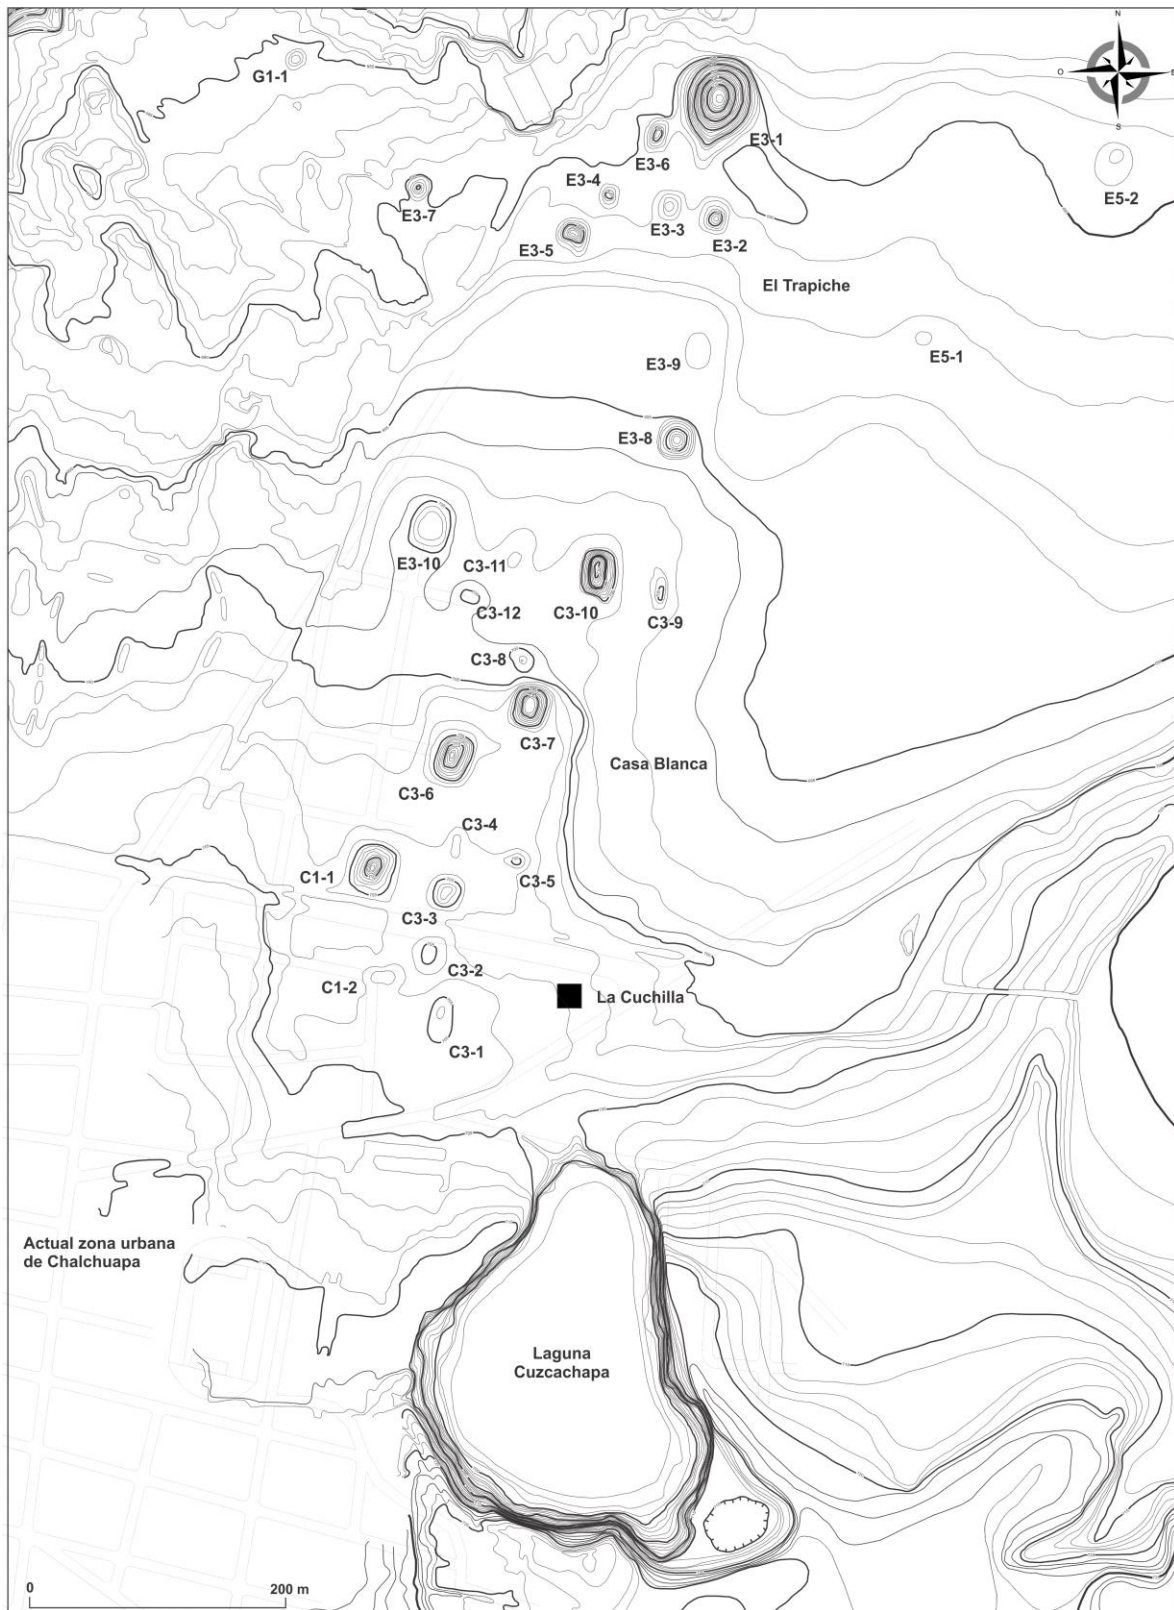 N
G1-1
O
E
E3-1
E3-6
E5-2
E3-4
E3-7
E3-3
E3-2
E3-5
S
El Trapiche
E3-9
E5-1
E3-8
E3-10
C3-11
C3-12
C3-10
C3-9
C3-8
C3-7
Casa Blanca
C3-6
C3-4
C1-1
C3-5
C3-3
C3-2
C1-2
La Cuchilla
C3-1
Actual zona urbana
de Chalchuapa
Laguna
Cuzcachapa
0
200 m